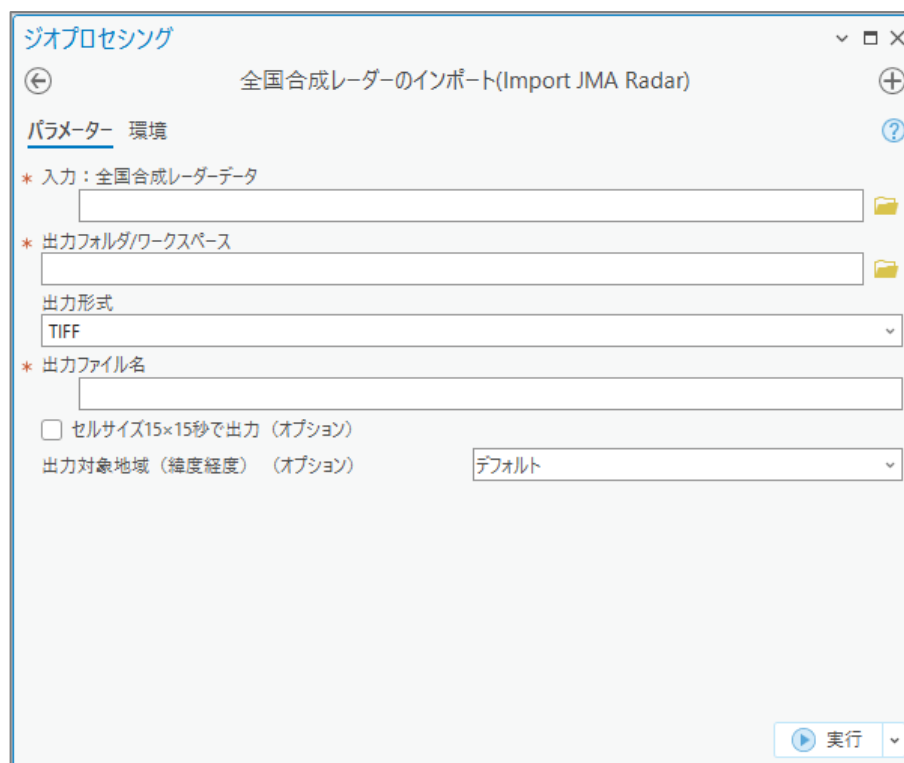 ジオプロセシング
全国合成レーダーのインポート(Import JMA Radar)
パラメーター 環境
* 入力：全国合成レーダーデータ
* 出力フォルダ/ワークスペース
出力形式
TIFF
* 出力ファイル名
セルサイズ15×15秒で出力（オプション）
出力対象地域（緯度経度）（オプション） デフォルト
実行